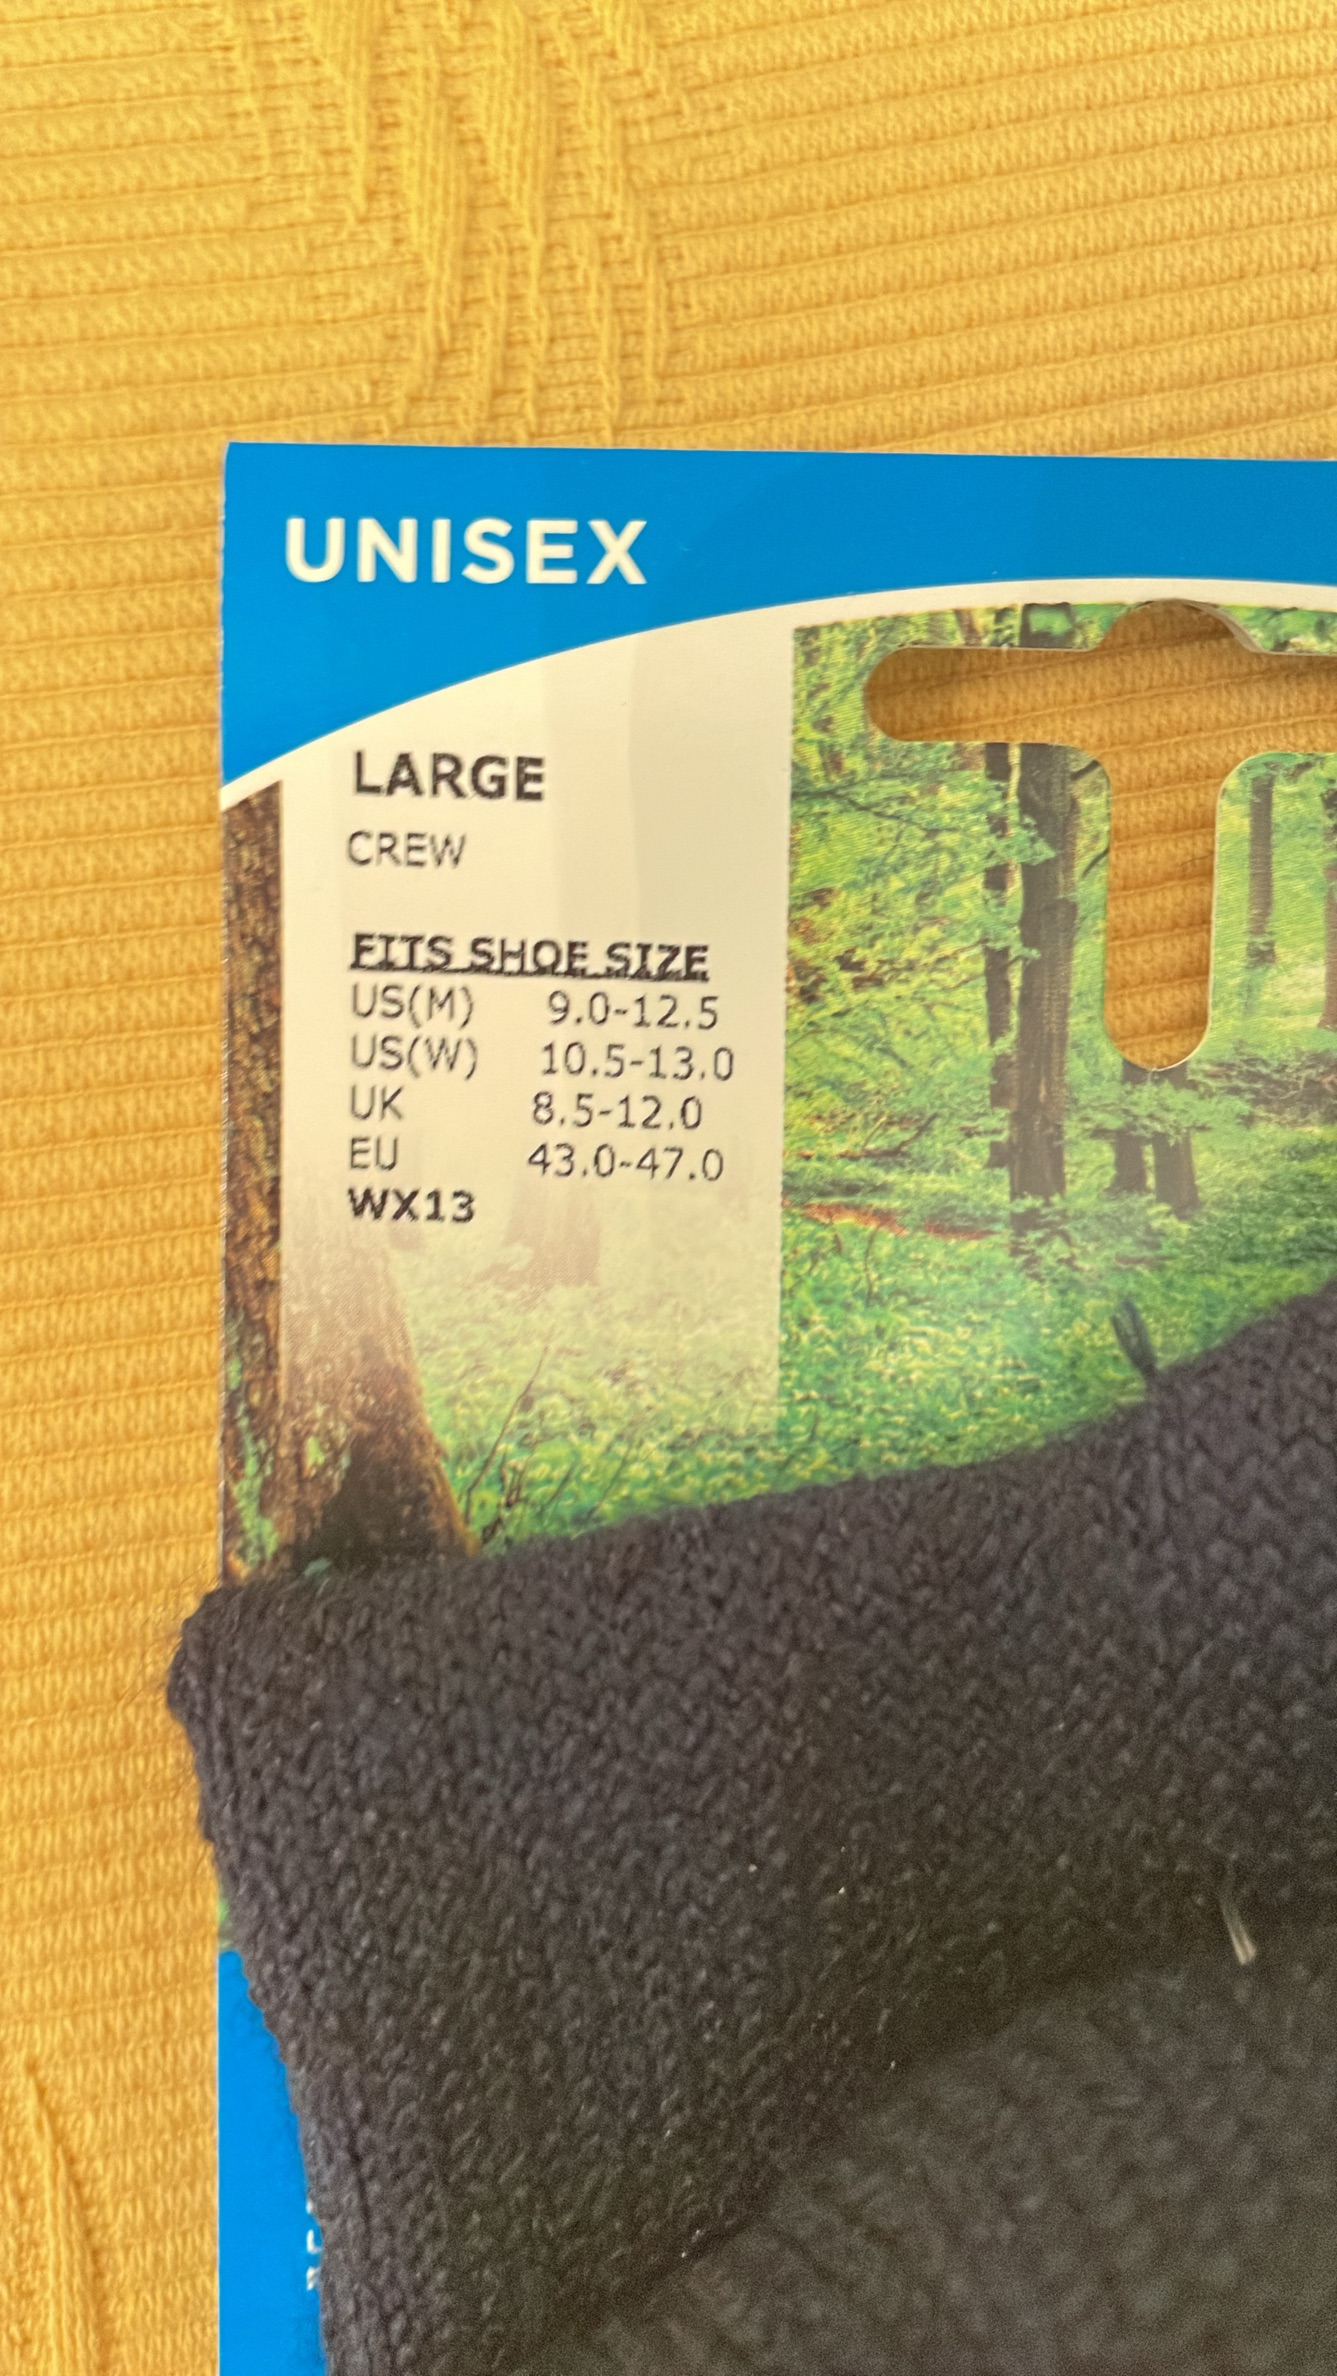 UNISEX
LARGE
CREW
FITS SHOE SIZE
US(M) 9.0-12.5
US(W) 10.5-13.0
UK 8.5-12.0
EU 43.0-47.0
WX13